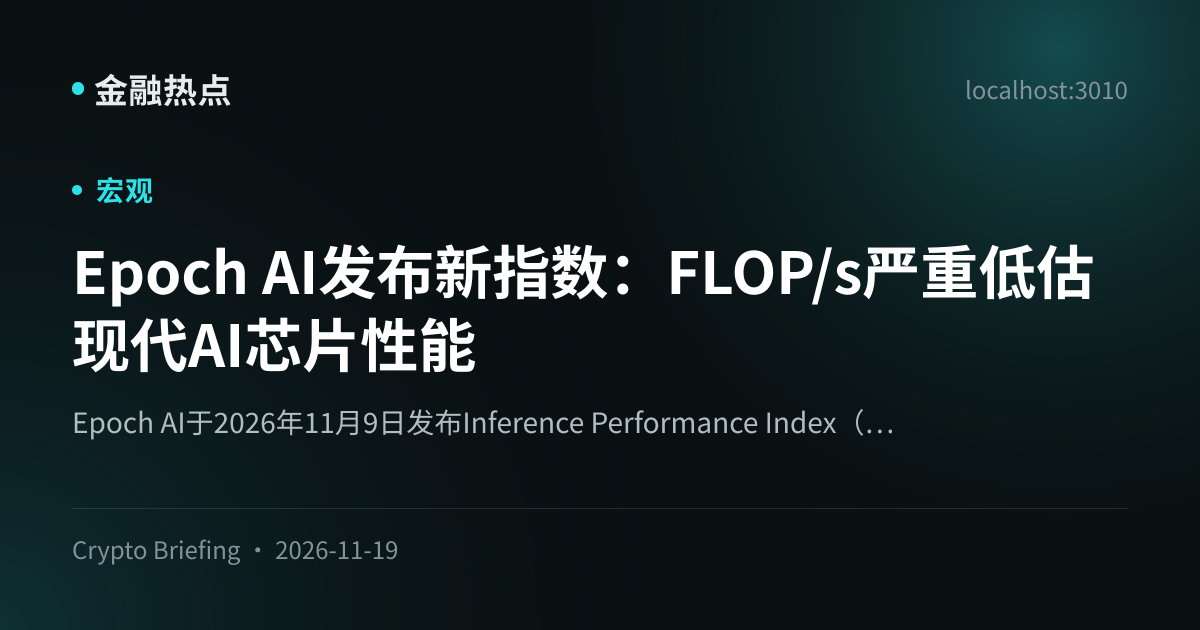 金融热点
localhost:3010
宏观
Epoch AI发布新指数：FLOP/s严重低估
现代AI芯片性能
Epoch AI于2026年11月9日发布Inference Performance Index（…
Crypto Briefing · 2026-11-19